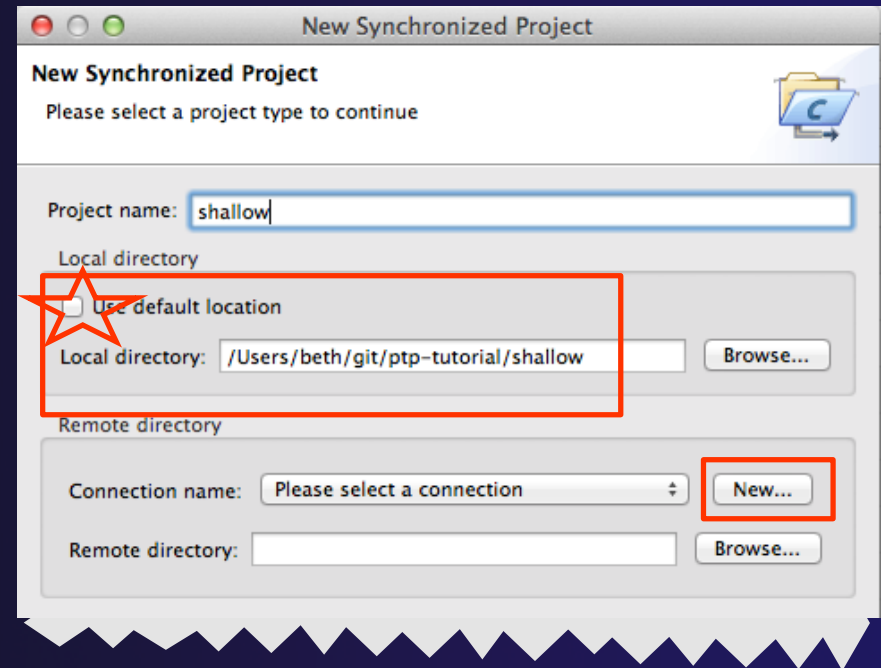 New Synchronized Project
New Synchronized Project
Please select a project type to continue
C
Project name: shallow
Local directory
Use default location
Local directory: /Users/beth/git/ptp-tutorial/shallow Browse...
Remote directory
Connection name: Please select a connection New...
Remote directory: Browse...